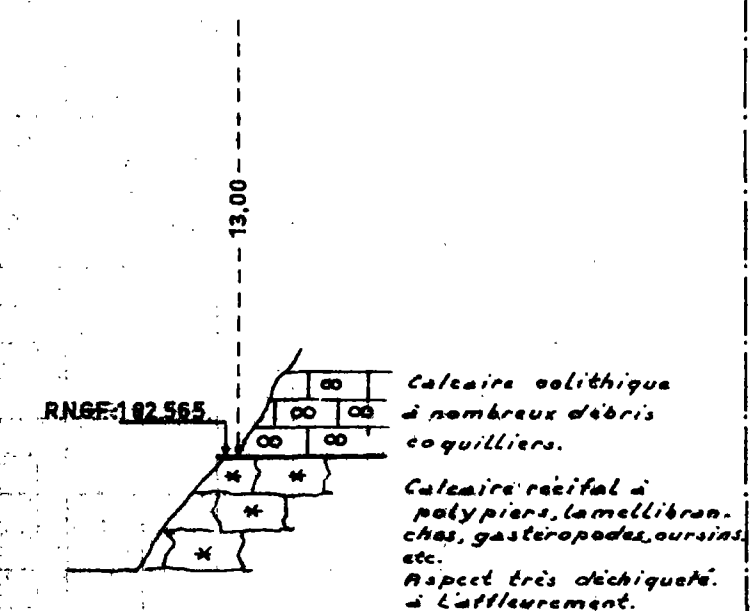 13,00
RNGF:192.565
Calcaire oolithique
à nombreux débris
coquilliers.
Calcaire récifal à
polypiers, lamellibran-
ches, gastéropodes, oursins,
etc.
Aspect très déchiqueté.
à L'affleurement.